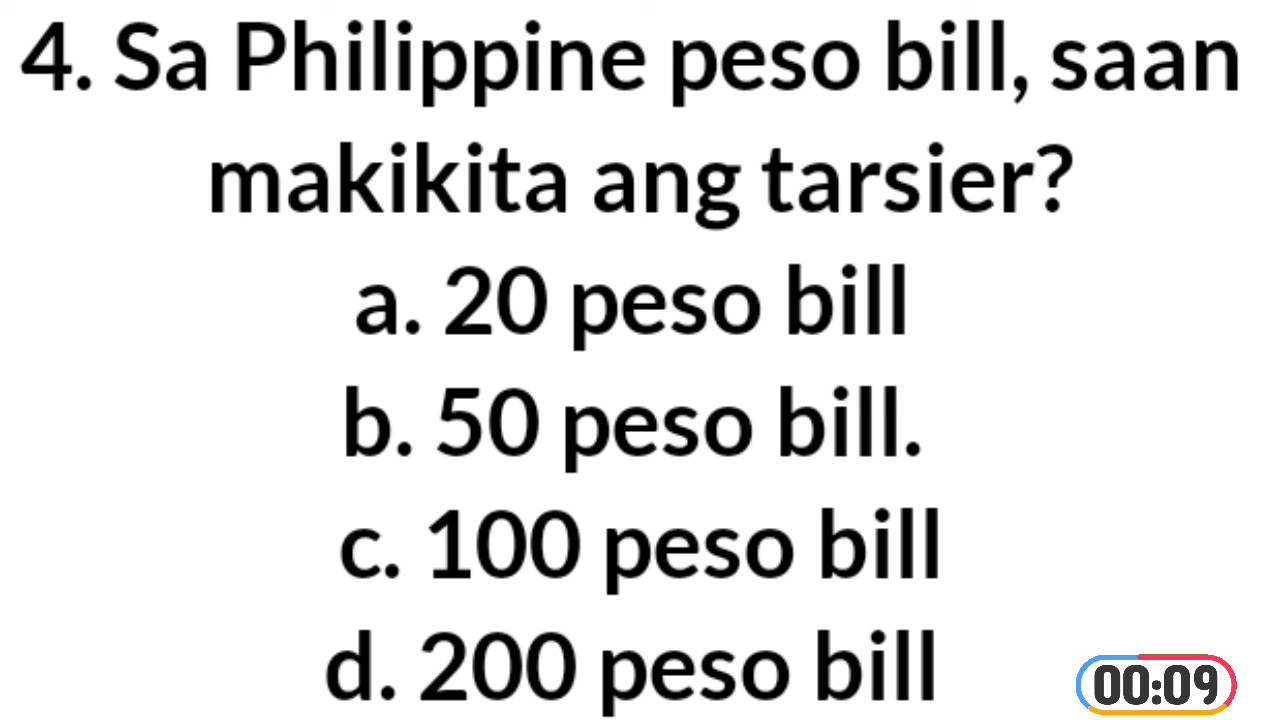 4. Sa Philippine peso bill, saan
makikita ang tarsier?
a. 20 peso bill
b. 50 peso bill.
c. 100 peso bill
d. 200 peso bill
00:09